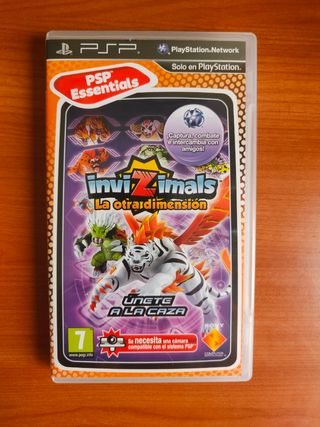 PSP
PlayStation®Network
Solo en PlayStation.
PSP
Essentials
Captura, combate
e intercambia con
amigos!
inviZimals
La otra dimensión
ÚNETE
A LA CAZA
7
www.pegi.info
Se necesita una cámara
compatible con el sistema PSP
SONY